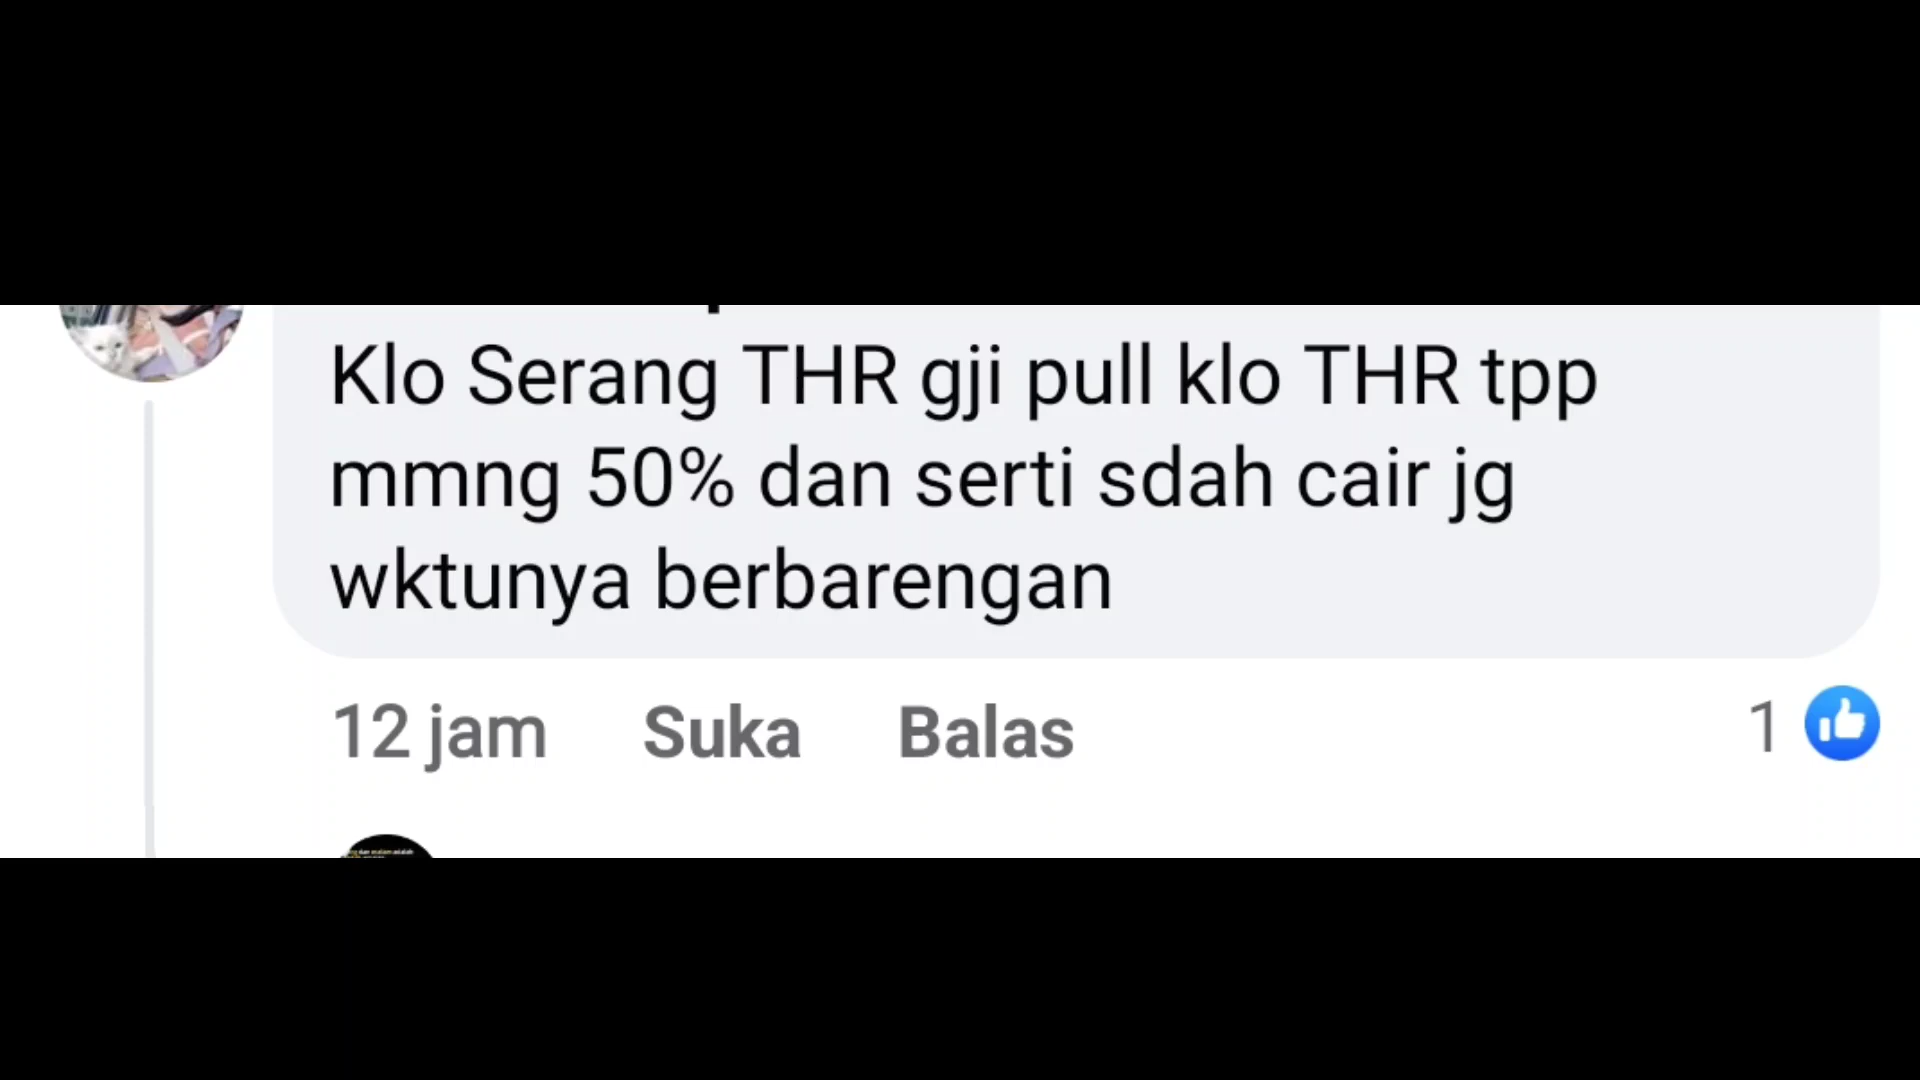 Klo Serang THR gji pull klo THR tpp
mmng 50% dan serti sdah cair jg
wktunya berbarengan
12 jam Suka Balas 1